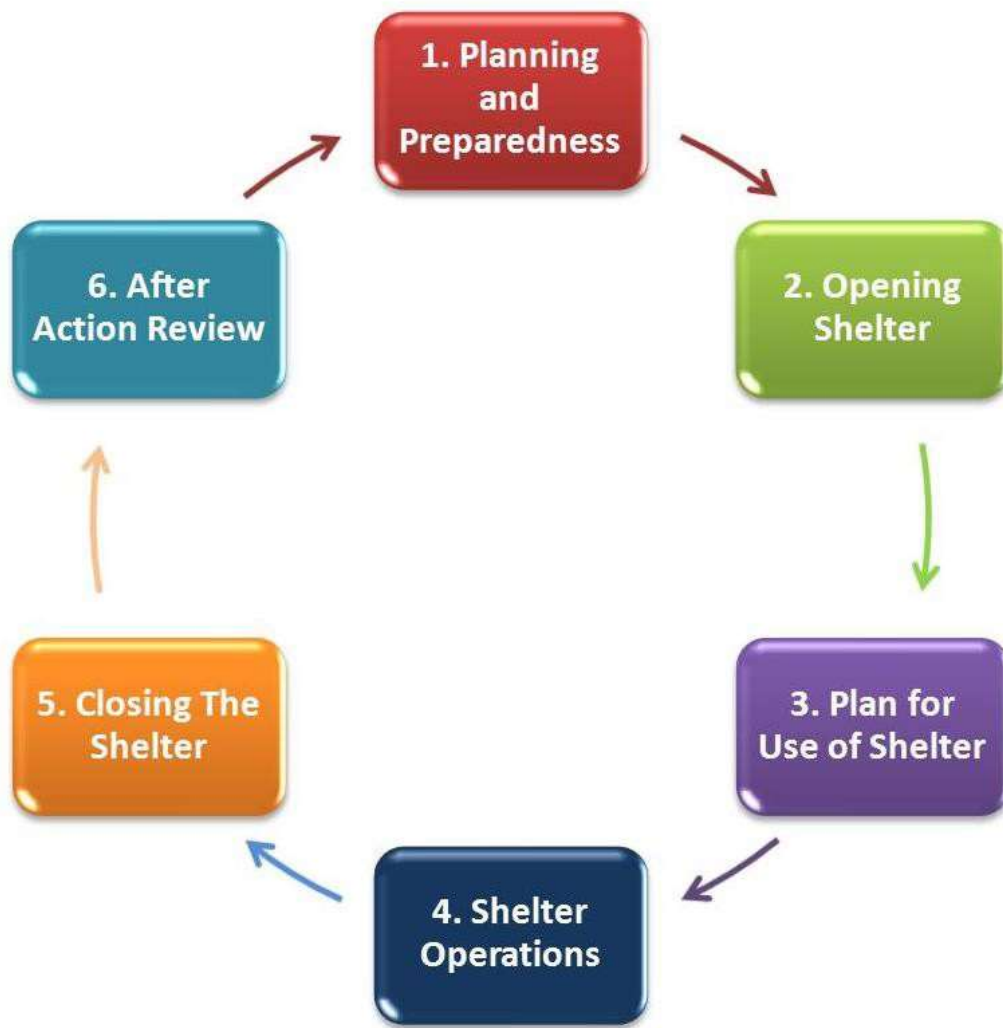 1. Planning
and
Preparedness
2. Opening
Shelter
3. Plan for
Use of Shelter
4. Shelter
Operations
5. Closing The
Shelter
6. After
Action Review